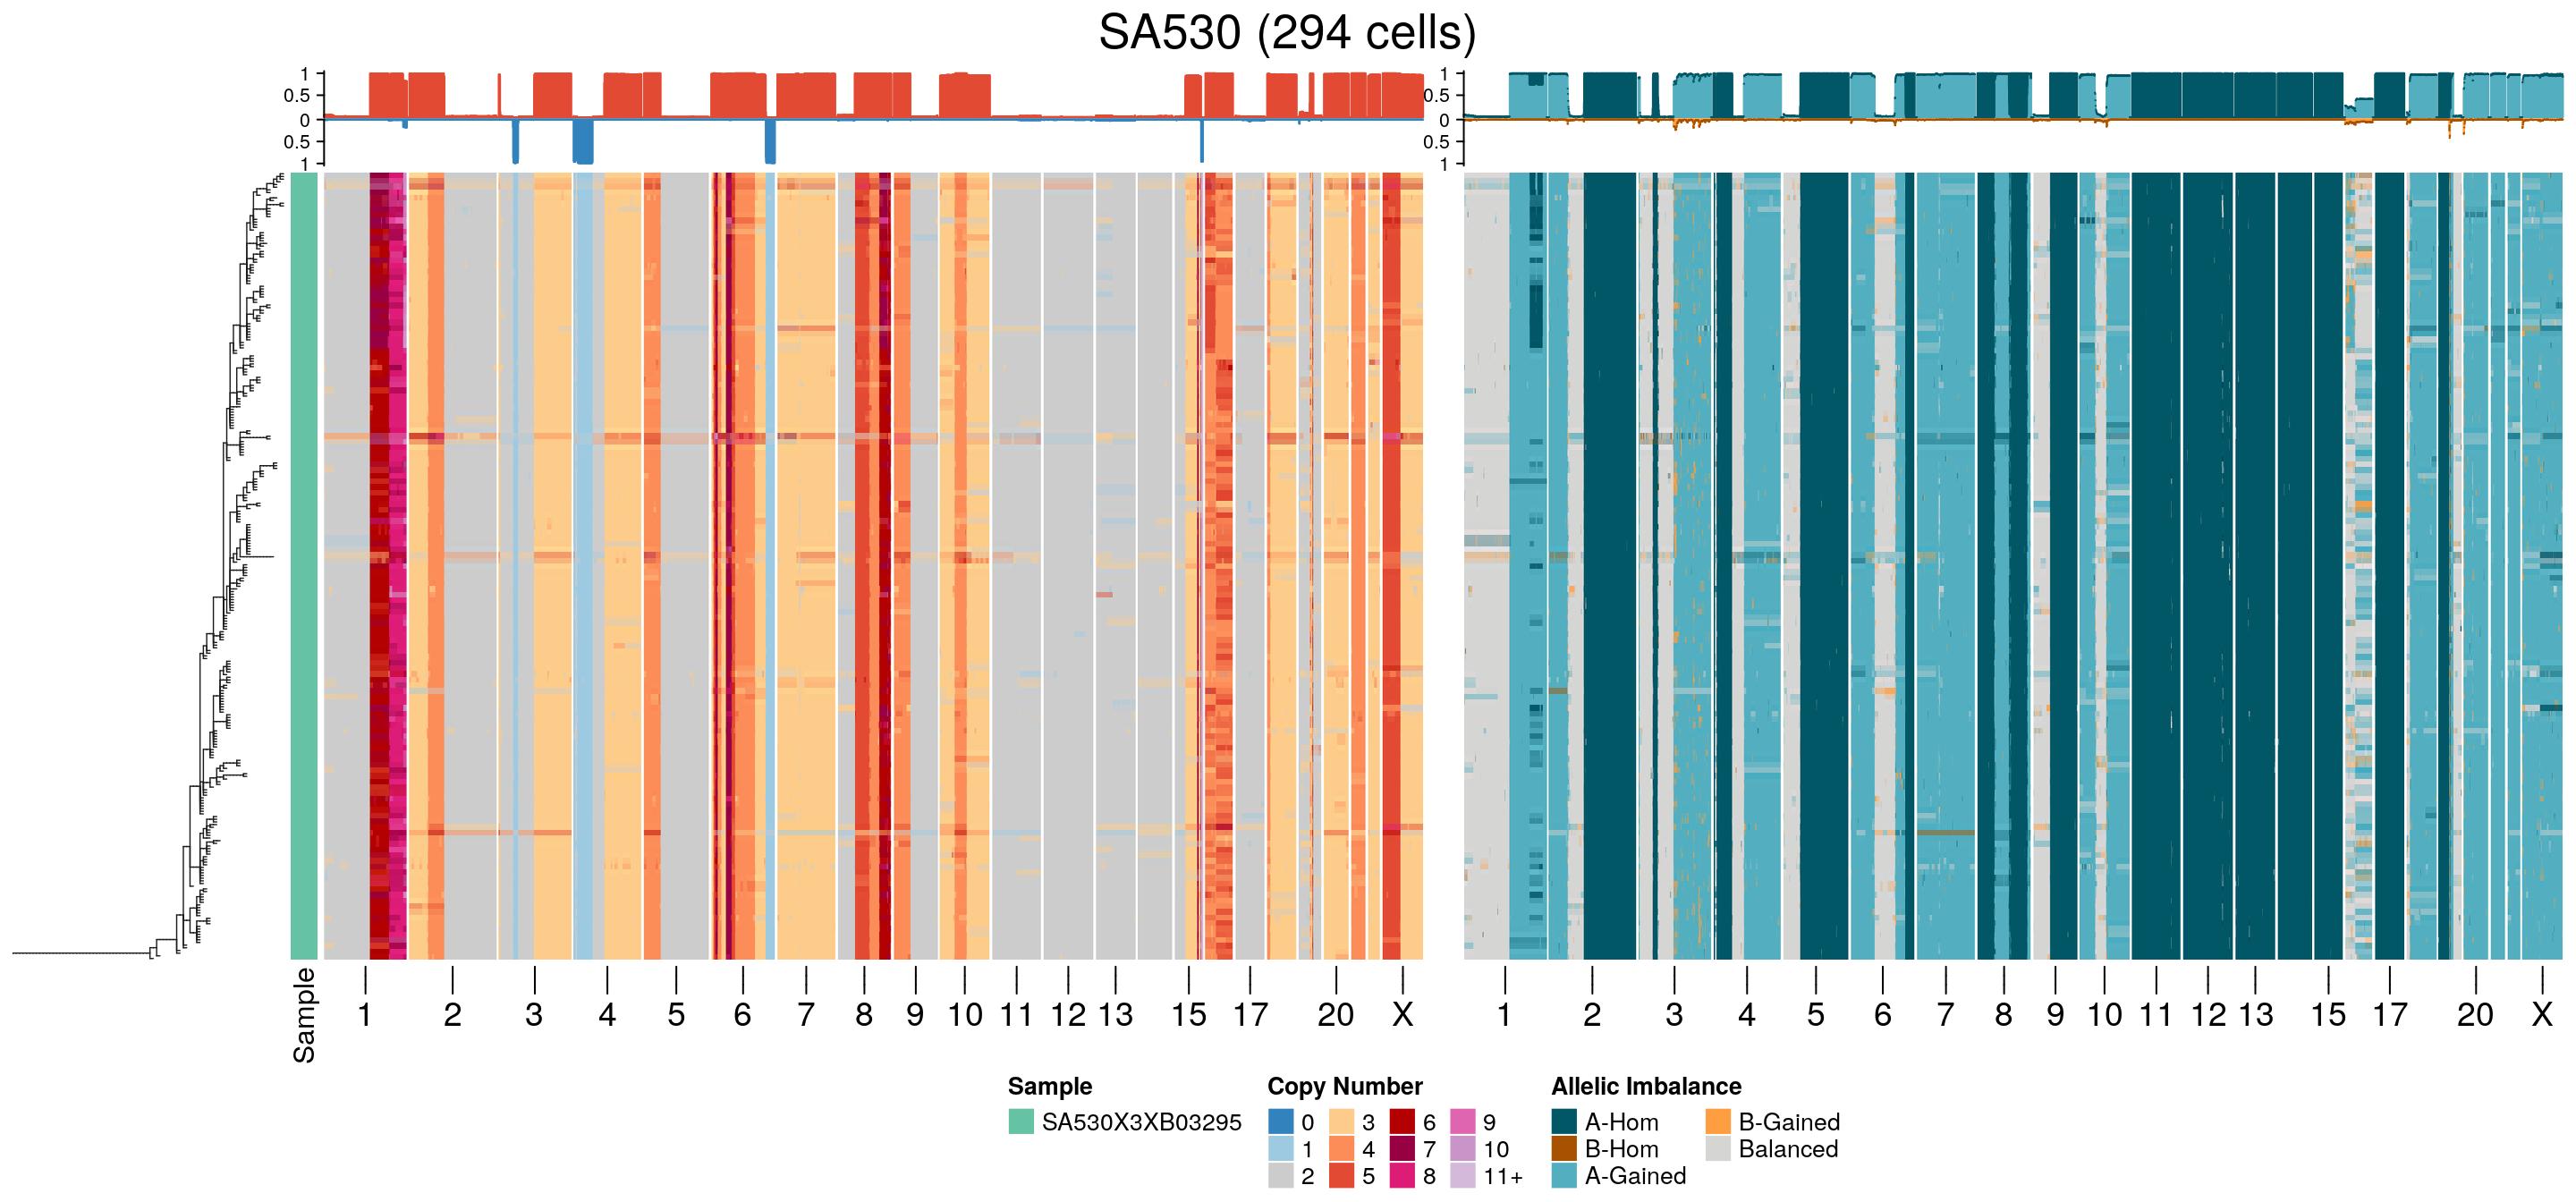 SA530 (294 cells)
1
0.5
0
0.5
1
1
0.5
0
0.5
1
Sample
1 2 3 4 5 6 7 8 9 10 11 12 13 15 17 20 X
1 2 3 4 5 6 7 8 9 10 11 12 13 15 17 20 X
Sample
SA530X3XB03295
Copy Number
0 3 6 9
1 4 7 10
2 5 8 11+
Allelic Imbalance
A-Hom B-Gained
B-Hom Balanced
A-Gained